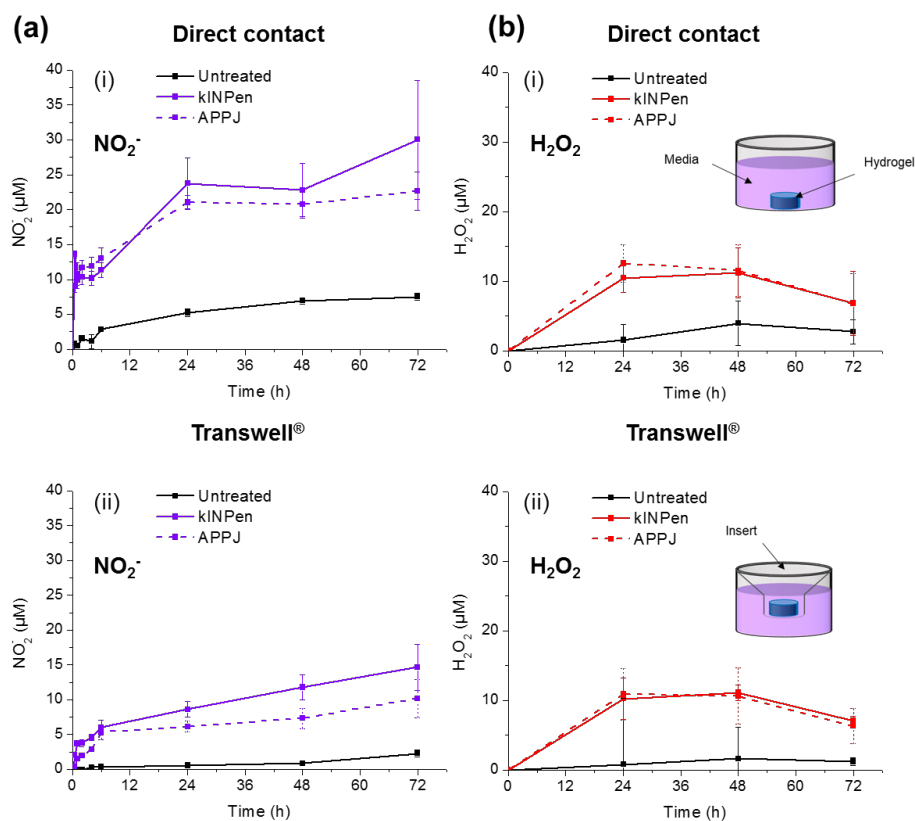 (a)
Direct contact
(i)
Untreated
kINPen
APPJ
NO₂⁻
NO₂⁻ (µM)
40
35
30
25
20
15
10
5
0
0 12 24 36 48 60 72
Time (h)
(b)
Direct contact
(i)
Untreated
kINPen
APPJ
H₂O₂
Media
Hydrogel
H₂O₂ (µM)
40
30
20
10
0
0 12 24 36 48 60 72
Time (h)
Transwell®
(ii)
Untreated
kINPen
APPJ
NO₂⁻
NO₂⁻ (µM)
40
35
30
25
20
15
10
5
0
0 12 24 36 48 60 72
Time (h)
Transwell®
(ii)
Untreated
kINPen
APPJ
H₂O₂
Insert
H₂O₂ (µM)
40
30
20
10
0
0 12 24 36 48 60 72
Time (h)